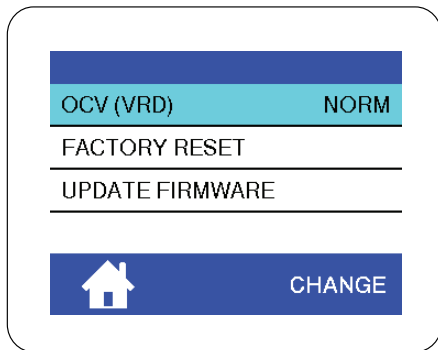 OCV (VRD) NORM
FACTORY RESET
UPDATE FIRMWARE
CHANGE